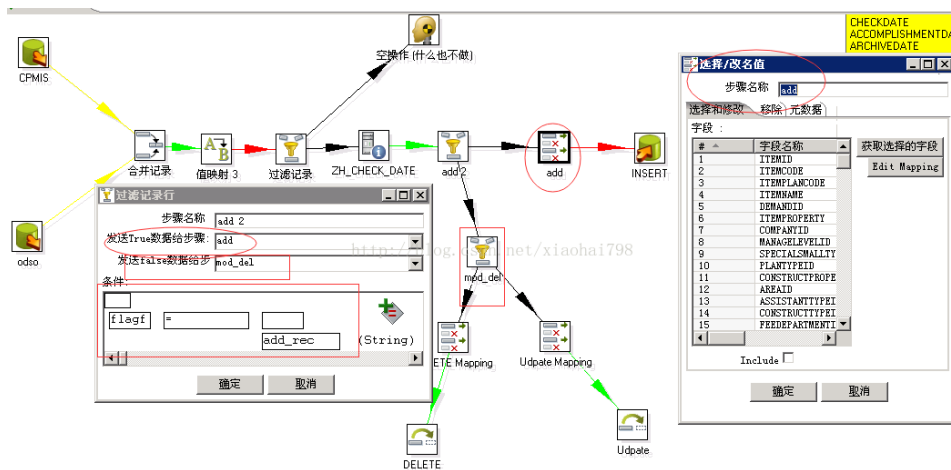 CHECKDATE
ACCOMPLISHMENTDA
ARCHIVEDATE
空操作 (什么也不做)
CPMIS
合并记录
值映射 3
过滤记录
ZH_CHECK_DATE
add 2
add
INSERT
odso
mod_del
ETE Mapping
Udpate Mapping
DELETE
Udpate
http://blog.csdn.net/xiaohai798
过滤记录行
步骤名称 add 2
发送True数据给步骤: add
发送false数据给步 mod_del
条件:
flagf = add_rec (String)
确定 取消
选择/改名值
步骤名称 add
选择和修改 移除 元数据
字段 :
# 字段名称
1 ITEMID
2 ITEMCODE
3 ITEMPLANCODE
4 ITEMNAME
5 DEMANDID
6 ITEMPROPERTY
7 COMPANYID
8 MANAGELEVELID
9 SPECIALSMALLTY
10 PLANTYPEID
11 CONSTRUCTPROPE
12 AREAID
13 ASSISTANTTYPEI
14 CONSTRUCTTYPEI
15 FEEDEPARTMENTI
获取选择的字段
Edit Mapping
Include
确定 取消